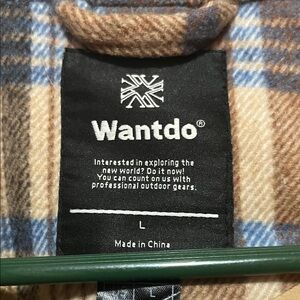 Wantdo®
Interested in exploring the
new world? Do it now!
You can count on us with
professional outdoor gears.
L
Made in China
L